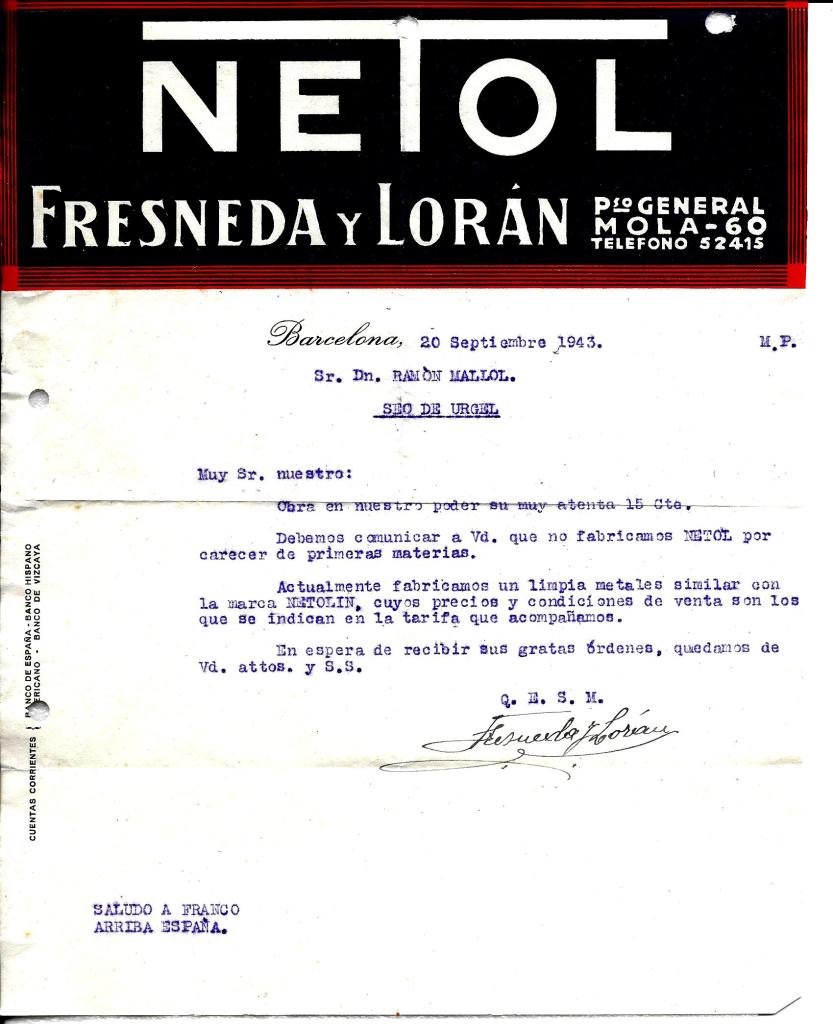 NETOL
FRESNEDA Y LORÁN
Pso GENERAL
MOLA-60
TELEFONO 52415
Barcelona, 20 Septiembre 1943.
M.P.
Sr. Dn. RAMÓN MALLOL.
SEO DE URGEL
Muy Sr. nuestro:
Obra en nuestro poder su muy atenta 15 Cte.
Debemos comunicar a Vd. que no fabricamos NETOL por
carecer de primeras materias.
Actualmente fabricamos un limpia metales similar con
la marca NETOLIN, cuyos precios y condiciones de venta son los
que se indican en la tarifa que acompañamos.
En espera de recibir sus gratas órdenes, quedamos de
Vd. attos. y S.S.
Q. E. S. M.
Fresneda y Lorán
CUENTAS CORRIENTES { BANCO DE ESPAÑA - BANCO HISPANO
AMERICANO - BANCO DE VIZCAYA
SALUDO A FRANCO
ARRIBA ESPAÑA.